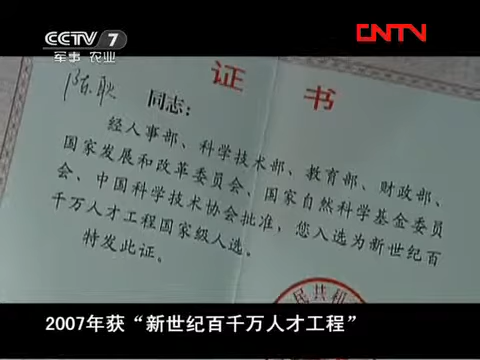 CCTV 7
军事 农业
CNTV
证书
陈耿
同志：
经人事部、科学技术部、教育部、财政部、
国家发展和改革委员会、国家自然科学基金委员
会、中国科学技术协会批准，您入选为新世纪百
千万人才工程国家级人选。
特发此证。
民共和
2007年获“新世纪百千万人才工程”